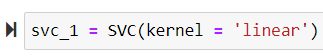 svc_1 = SVC(kernel = 'linear')